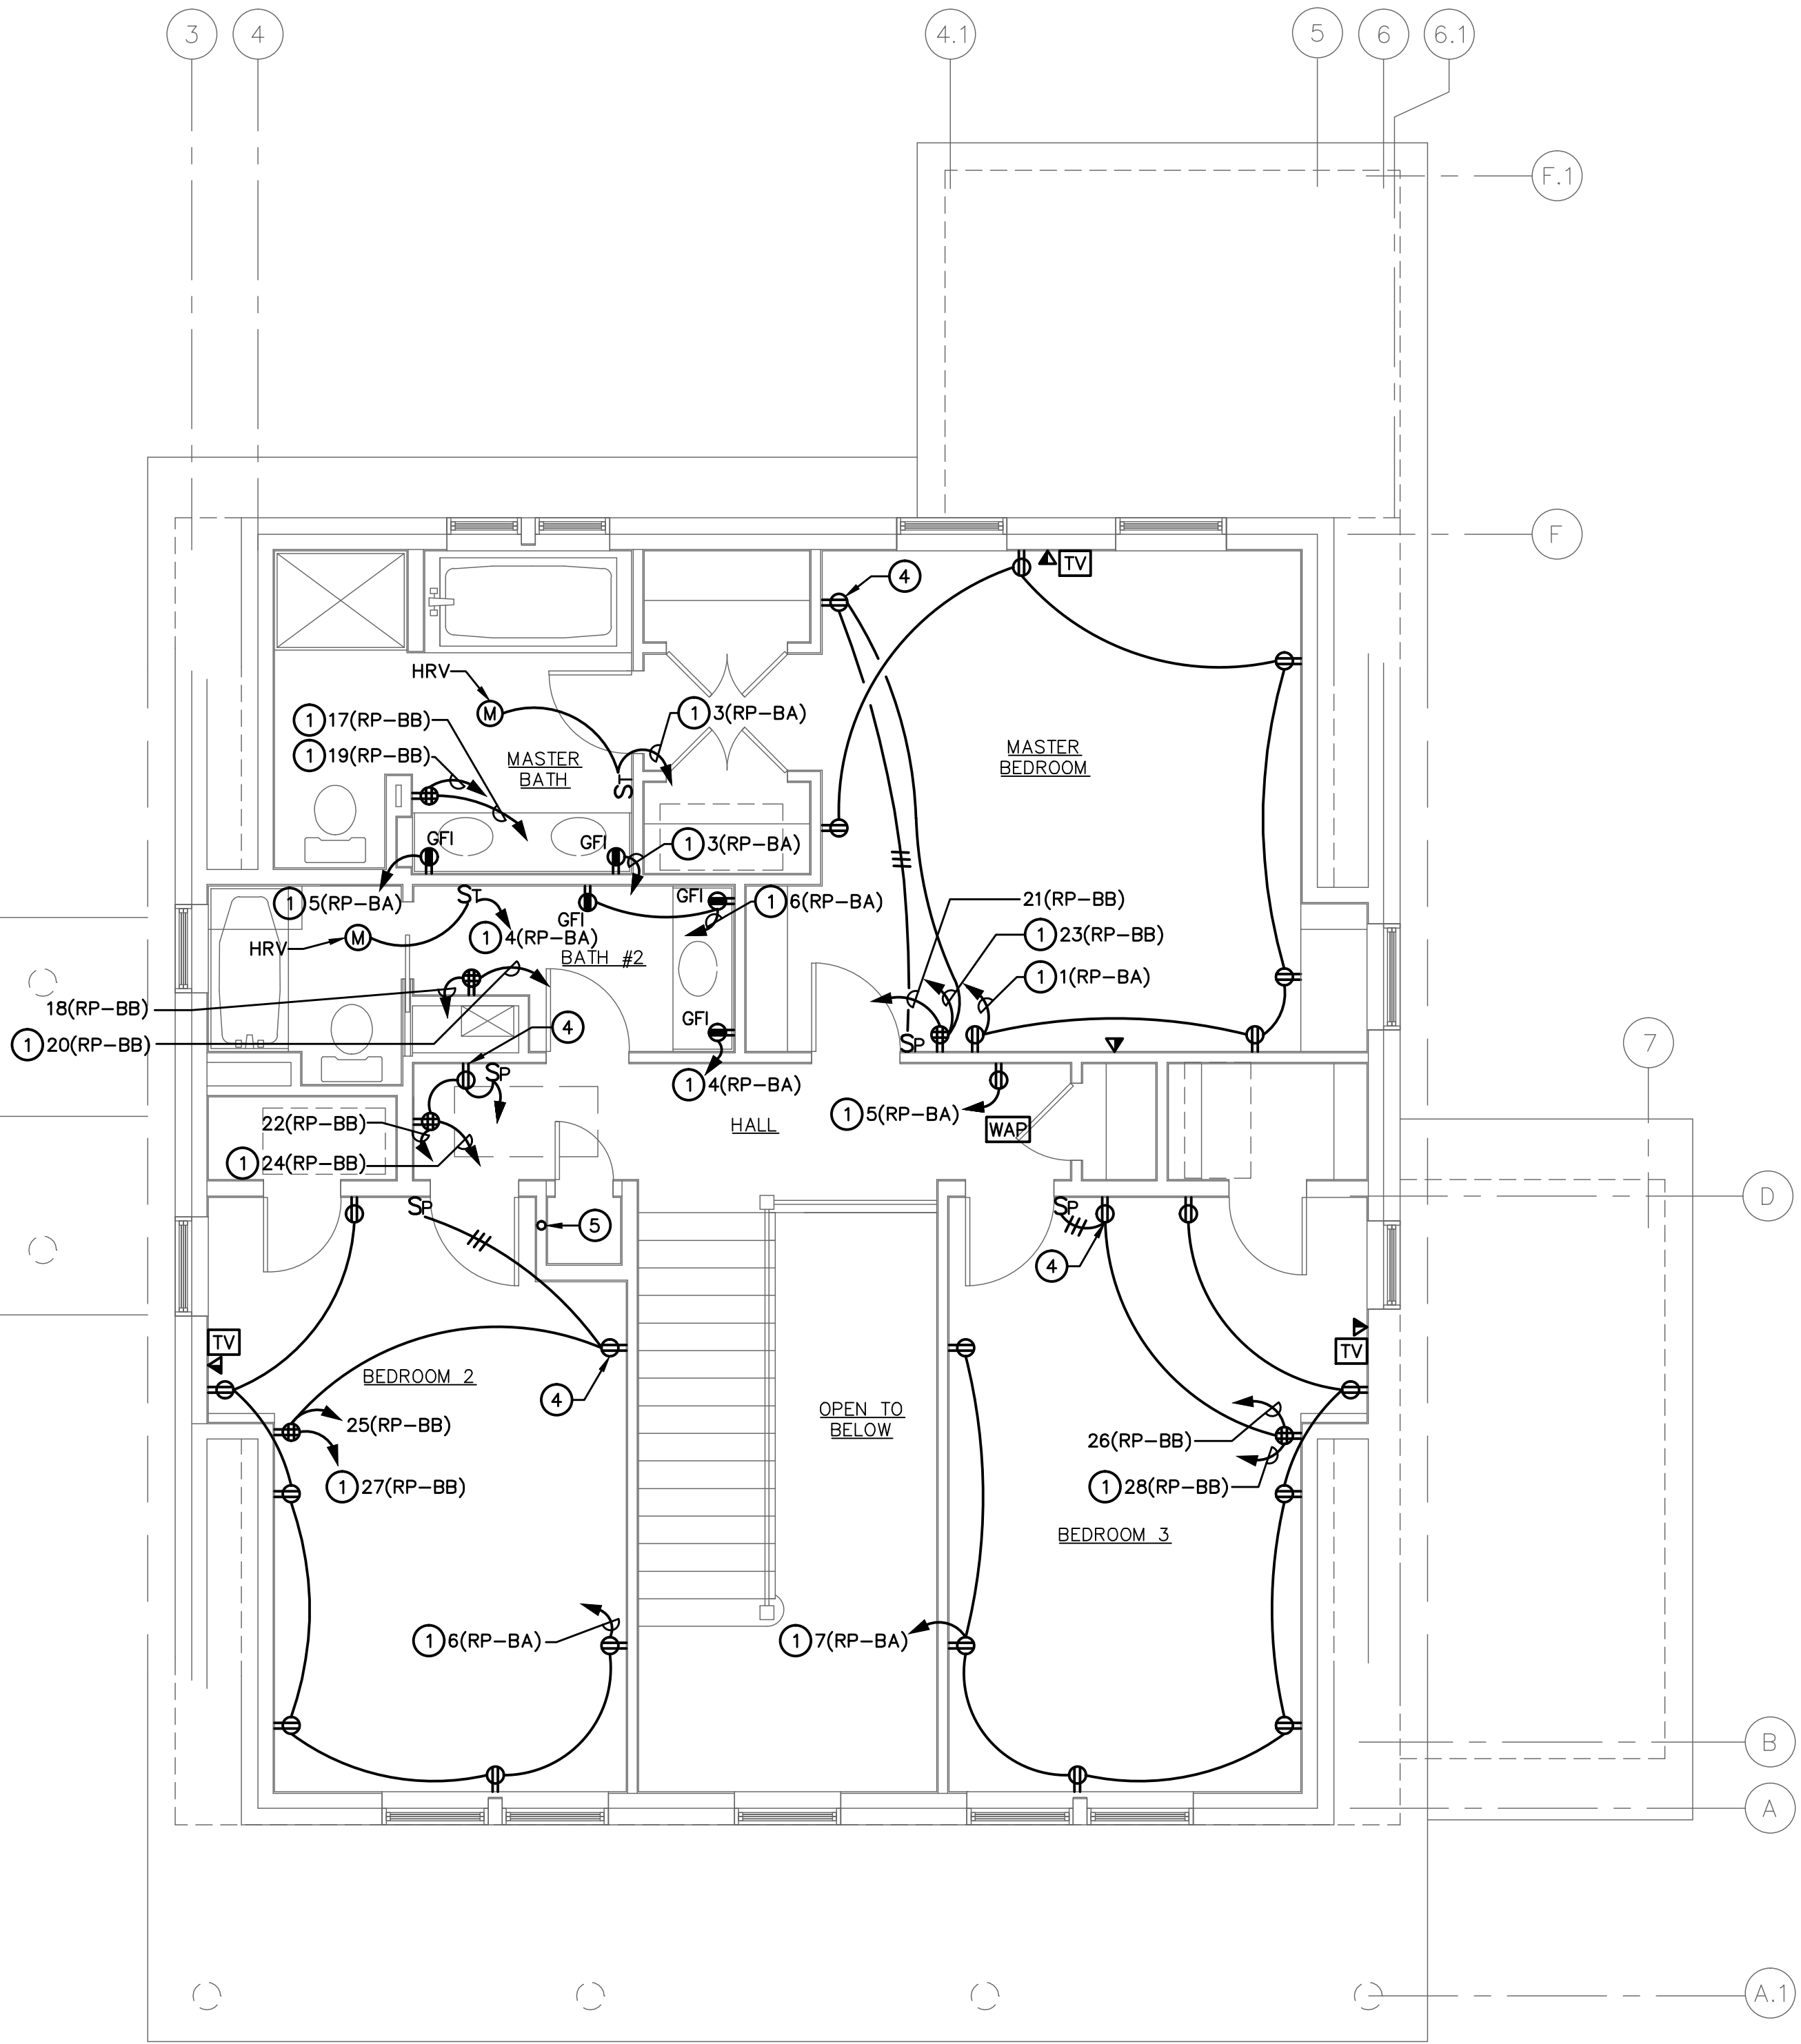 3
4
4.1
5
6
6.1
F.1
F
4
TV
HRV
M
1 17(RP-BB)
1 3(RP-BA)
1 19(RP-BB)
MASTER
BATH
ST
MASTER
BEDROOM
GFI
GFI
1 3(RP-BA)
1 5(RP-BA)
ST
GFI
GFI
1 6(RP-BA)
21(RP-BB)
HRV
M
1 4(RP-BA)
BATH #2
1 23(RP-BB)
1 1(RP-BA)
18(RP-BB)
1 20(RP-BB)
4
GFI
SP
7
SP
1 4(RP-BA)
1 5(RP-BA)
22(RP-BB)
HALL
WAP
1 24(RP-BB)
D
SP
5
SP
4
TV
TV
BEDROOM 2
4
OPEN TO
BELOW
25(RP-BB)
26(RP-BB)
1 27(RP-BB)
1 28(RP-BB)
BEDROOM 3
1 6(RP-BA)
1 7(RP-BA)
B
A
A.1